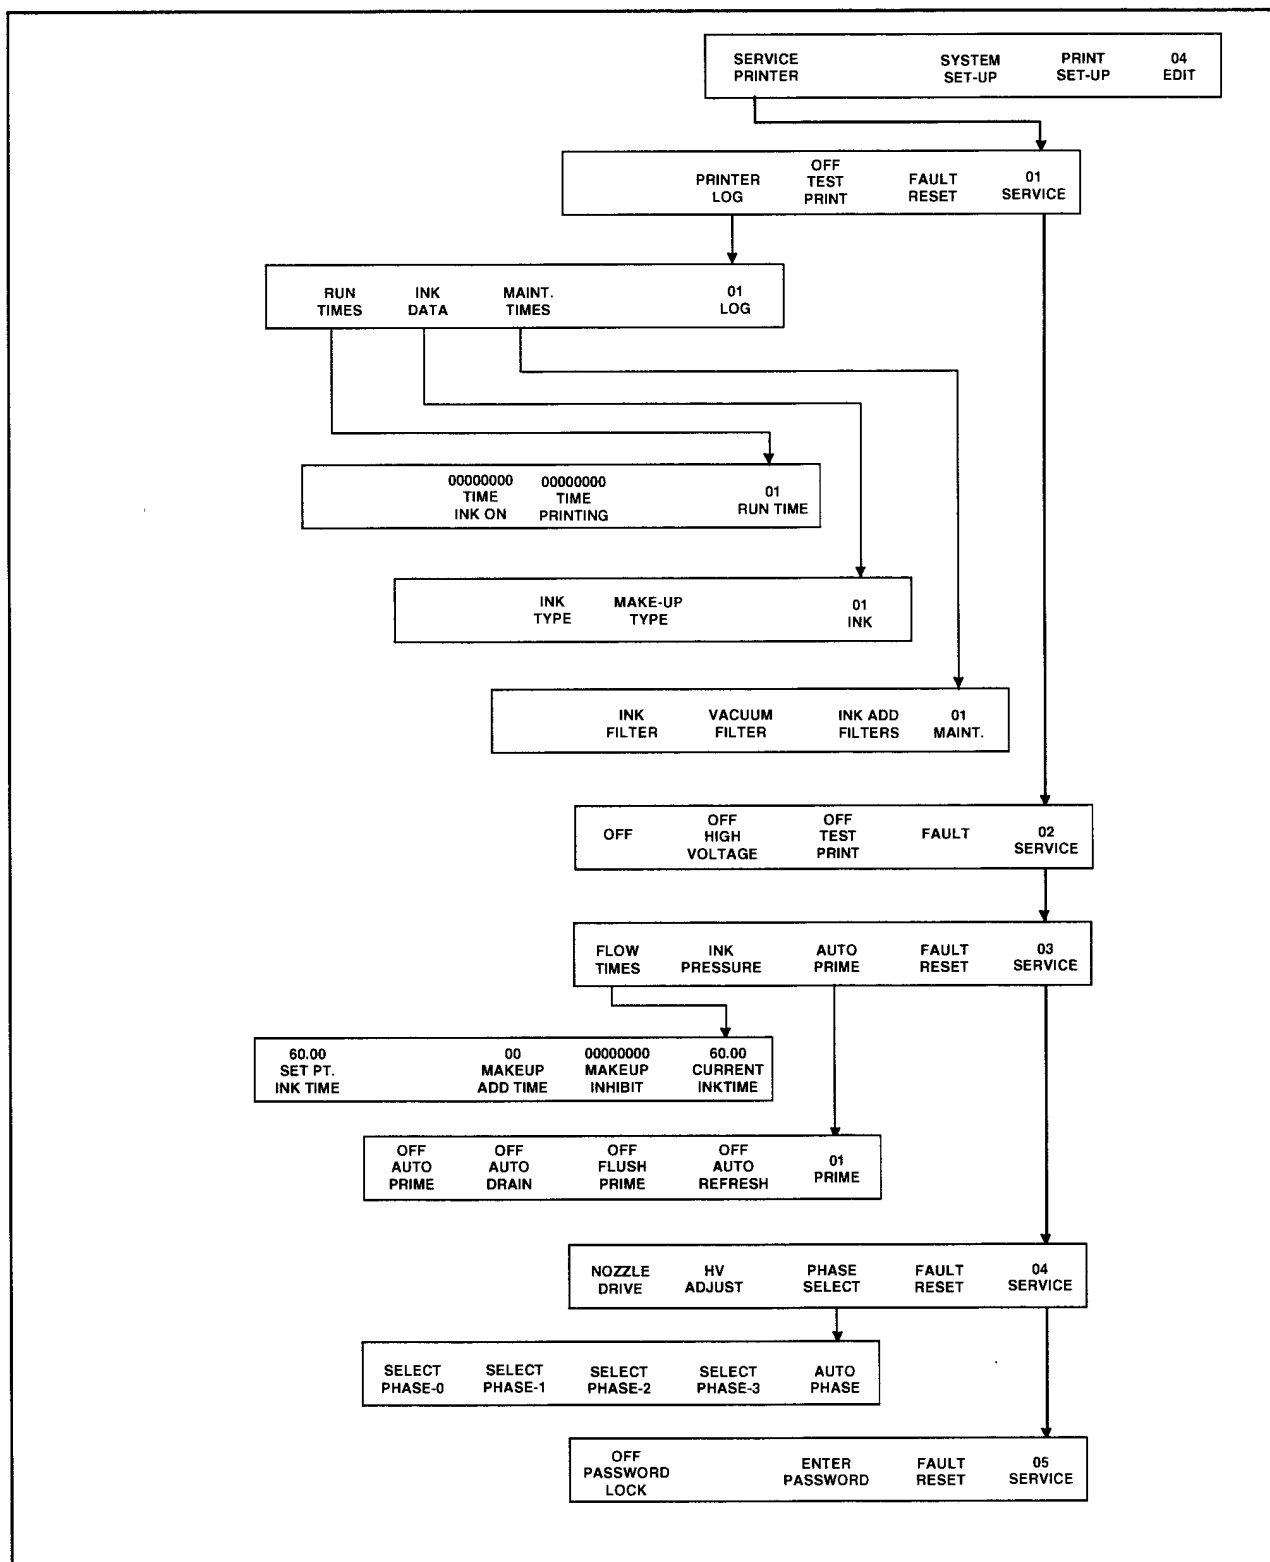 SERVICE PRINTER
SYSTEM SET-UP
PRINT SET-UP
04 EDIT
PRINTER LOG
OFF TEST PRINT
FAULT RESET
01 SERVICE
RUN TIMES
INK DATA
MAINT. TIMES
01 LOG
00000000 TIME INK ON
00000000 TIME PRINTING
01 RUN TIME
INK TYPE
MAKE-UP TYPE
01 INK
INK FILTER
VACUUM FILTER
INK ADD FILTERS
01 MAINT.
OFF
OFF HIGH VOLTAGE
OFF TEST PRINT
FAULT
02 SERVICE
FLOW TIMES
INK PRESSURE
AUTO PRIME
FAULT RESET
03 SERVICE
60.00 SET PT. INK TIME
00 MAKEUP ADD TIME
00000000 MAKEUP INHIBIT
60.00 CURRENT INKTIME
OFF AUTO PRIME
OFF AUTO DRAIN
OFF FLUSH PRIME
OFF AUTO REFRESH
01 PRIME
NOZZLE DRIVE
HV ADJUST
PHASE SELECT
FAULT RESET
04 SERVICE
SELECT PHASE-0
SELECT PHASE-1
SELECT PHASE-2
SELECT PHASE-3
AUTO PHASE
OFF PASSWORD LOCK
ENTER PASSWORD
FAULT RESET
05 SERVICE